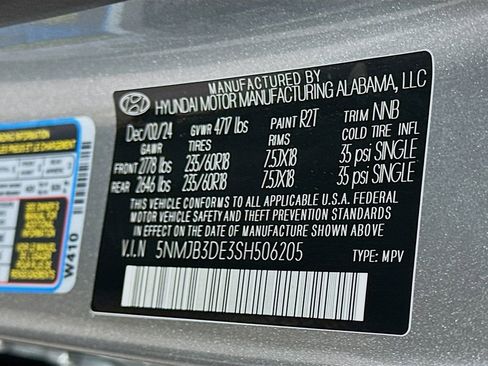 MANUFACTURED BY
HYUNDAI MOTOR MANUFACTURING ALABAMA, LLC
Dec/02/24 GVWR 4717 lbs PAINT R2T TRIM NNB
TIRES RIMS COLD TIRE INFL.
FRONT 2778 lbs 235/60R18 7.5JX18 35 psi SINGLE
REAR 2646 lbs 235/60R18 7.5JX18 35 psi SINGLE
THIS VEHICLE CONFORMS TO ALL APPLICABLE U.S.A. FEDERAL
MOTOR VEHICLE SAFETY AND THEFT PREVENTION STANDARDS
IN EFFECT ON THE DATE OF MANUFACTURE SHOWN ABOVE.
V.I.N 5NMJB3DE3SH506205 TYPE: MPV
W410